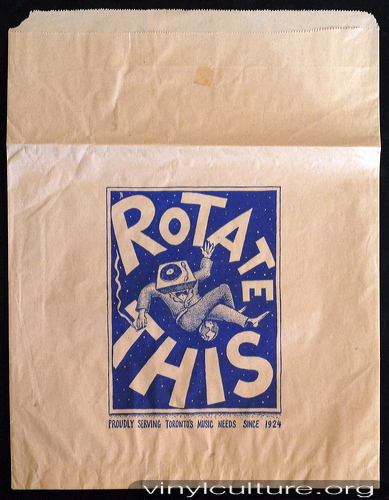 ROTATE
THIS
PROUDLY SERVING TORONTO'S MUSIC NEEDS SINCE 1924
vinylculture.org